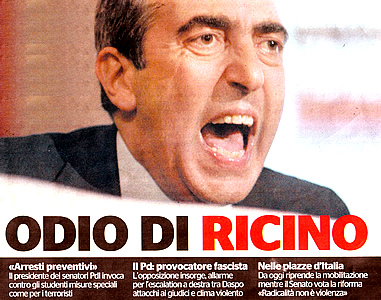 ODIO DI RICINO
«Arresti preventivi»
Il presidente dei senatori Pdl invoca
contro gli studenti misure speciali
come per i terroristi
Il Pd: provocatore fascista
L'opposizione insorge, allarme
per l'escalation a destra tra Daspo
attacchi ai giudici e clima violento
Nelle piazze d'Italia
Da oggi riprende la mobilitazione
mentre il Senato vota la riforma
«Radicalità non è violenza»